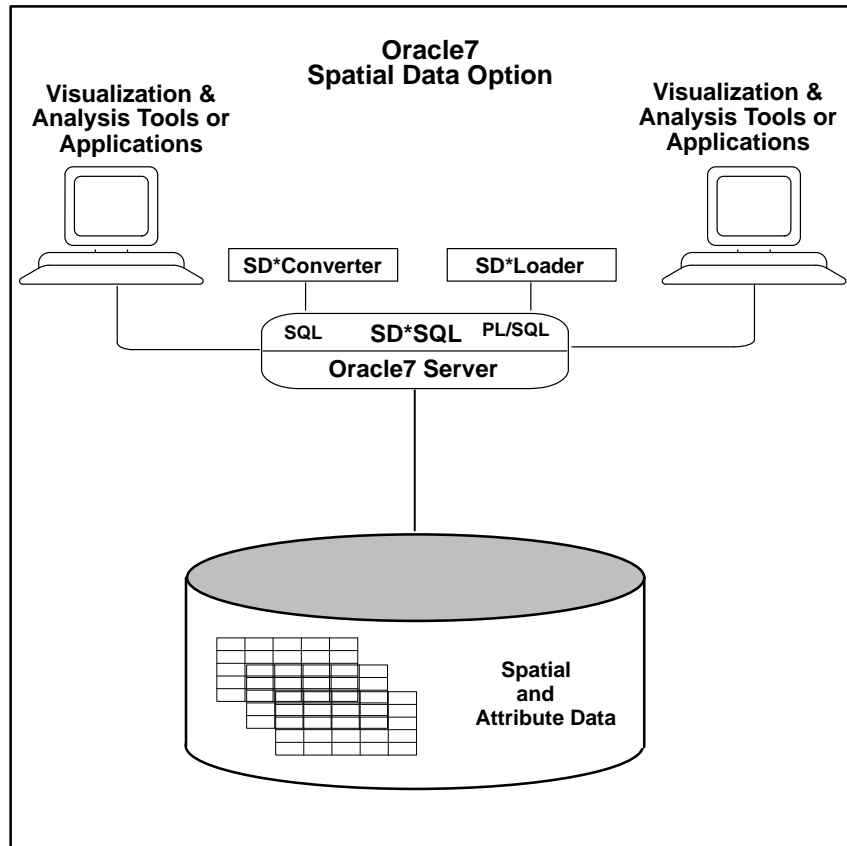 Oracle7
Spatial Data Option
Visualization &
Analysis Tools or
Applications
Visualization &
Analysis Tools or
Applications
SD*Converter
SD*Loader
SQL SD*SQL PL/SQL
Oracle7 Server
Spatial
and
Attribute Data